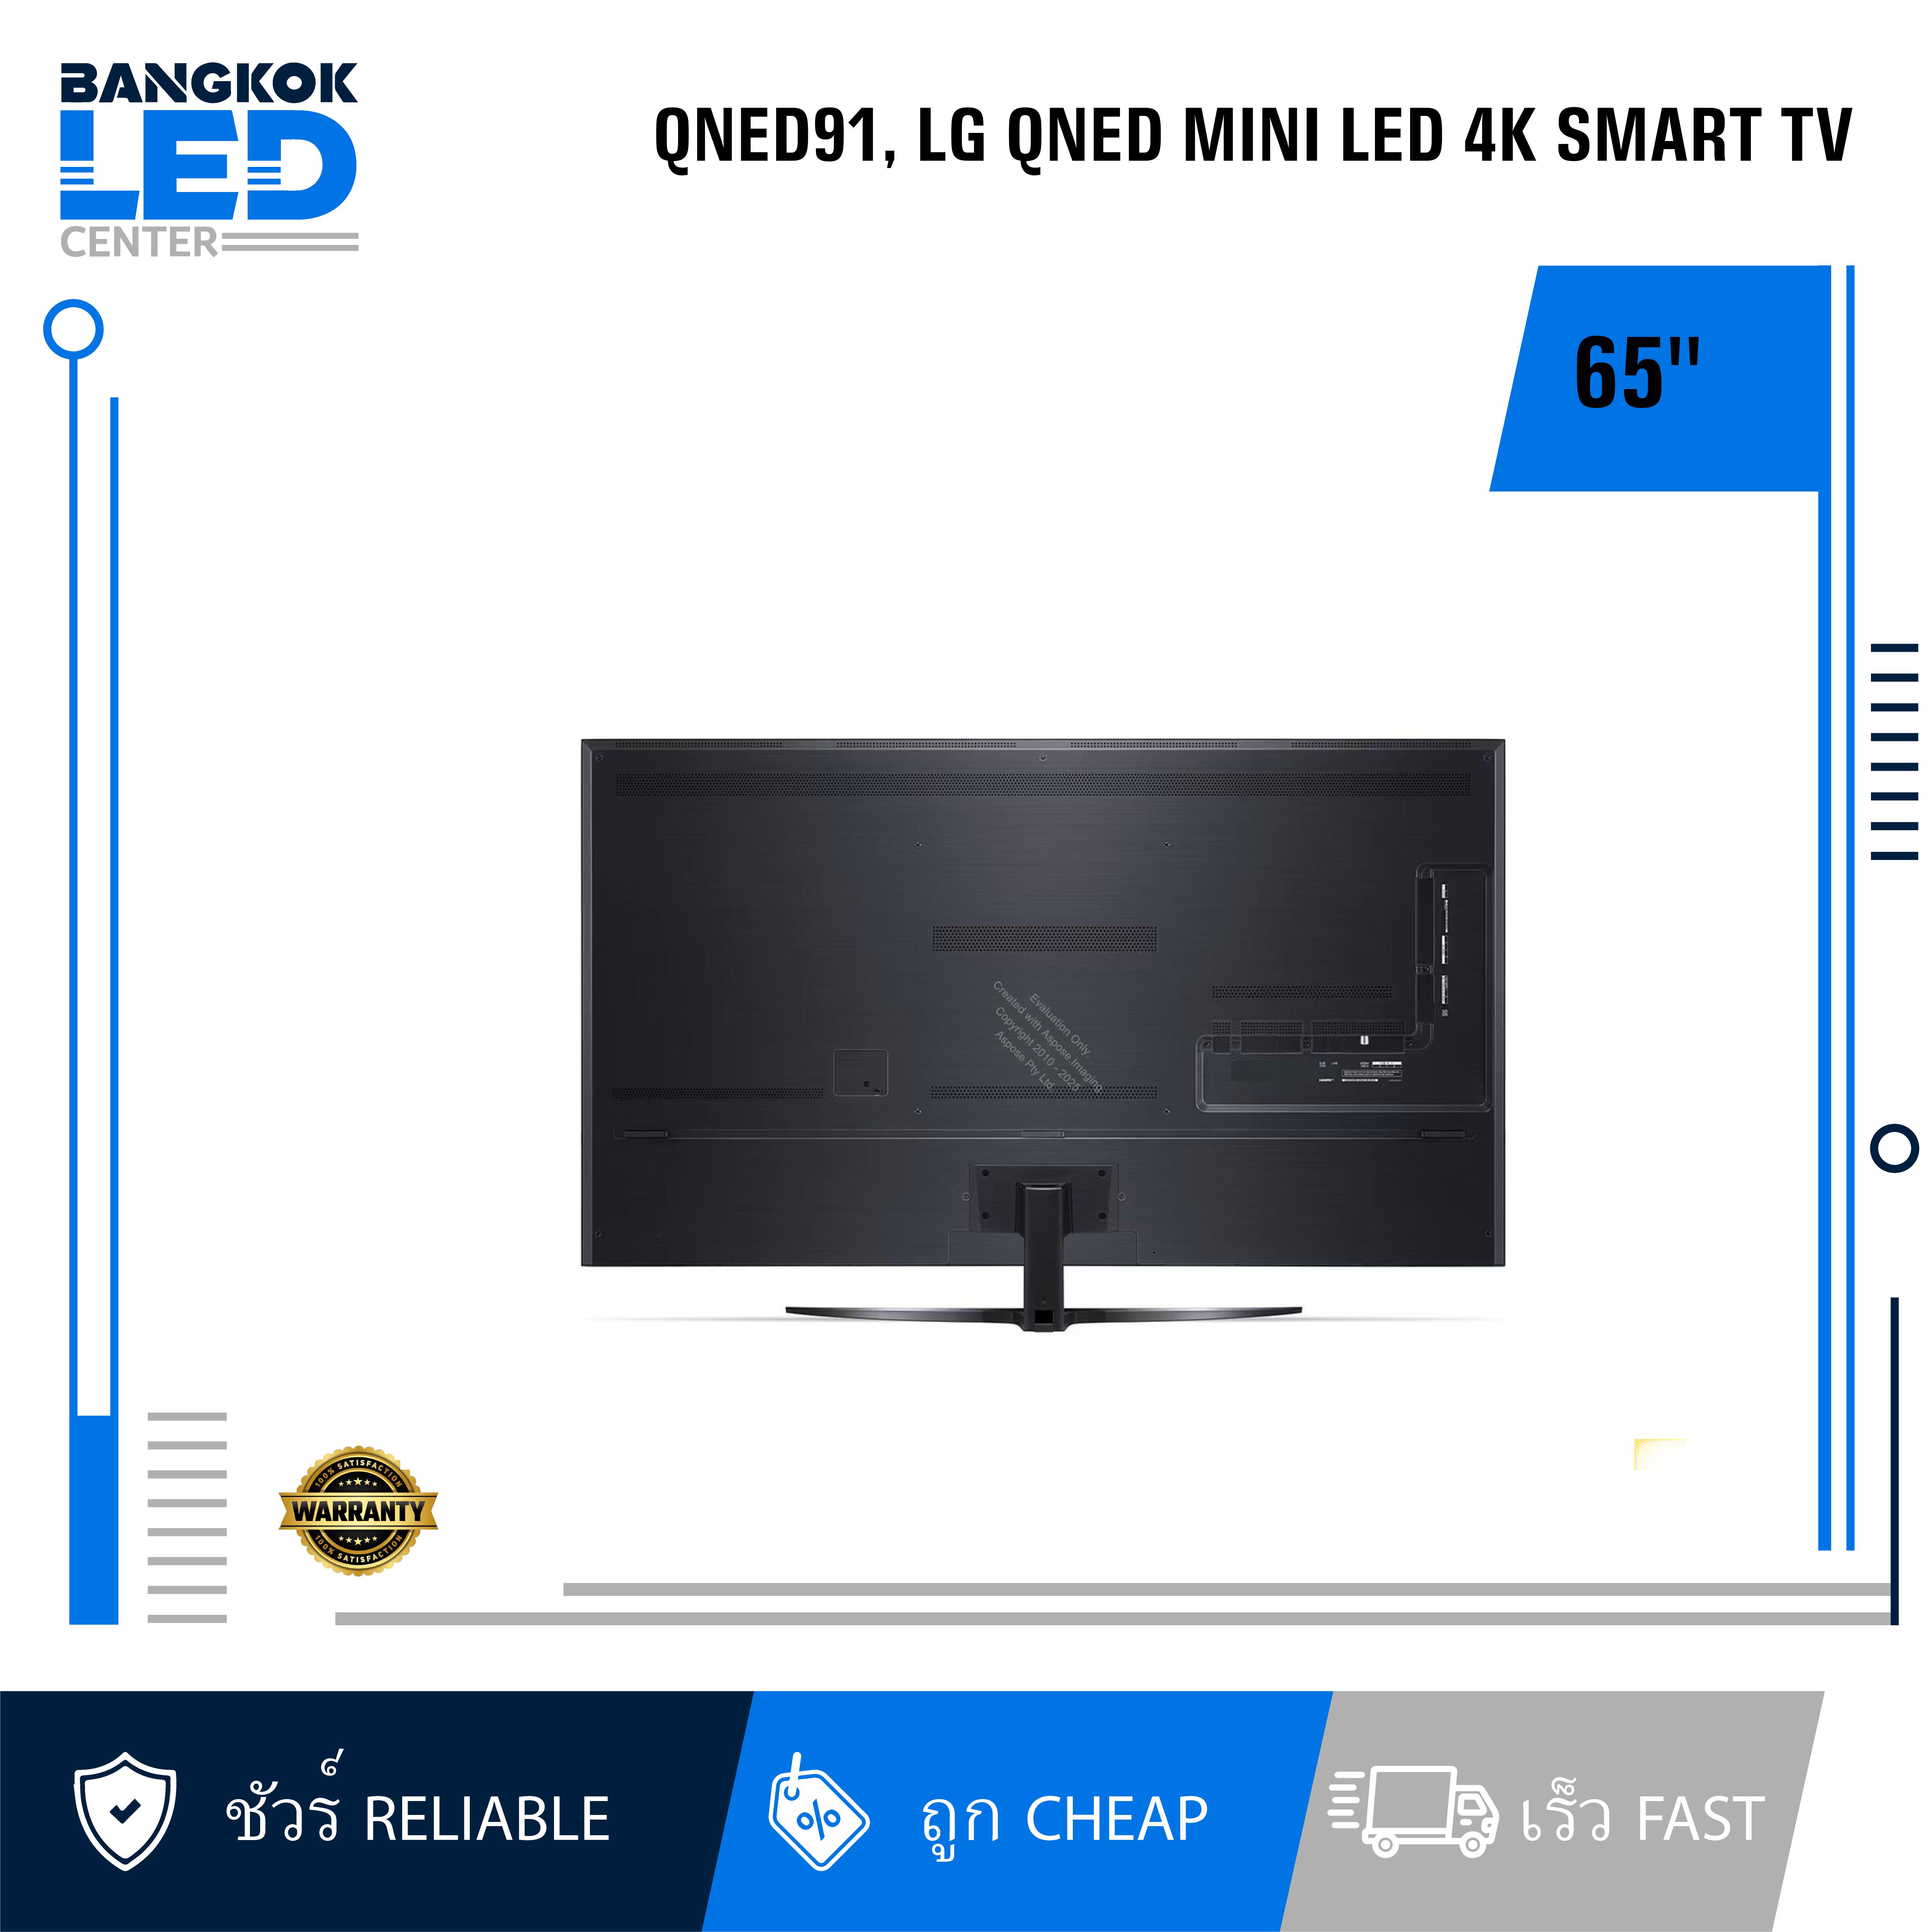 BANGKOK
LED
CENTER
QNED91, LG QNED MINI LED 4K SMART TV
65"
Evaluation Only.
Created with Aspose.Imaging.
Copyright 2010 - 2025
Aspose Pty Ltd.
HDMI
100% SATISFACTION
WARRANTY
100% SATISFACTION
ชัวร์ RELIABLE
%
ถูก CHEAP
เร็ว FAST